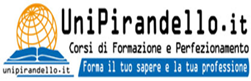 UniPirandello.it
Corsi di Formazione e Perfezionamento
Forma il tuo sapere e la tua professione
unipirandello.it